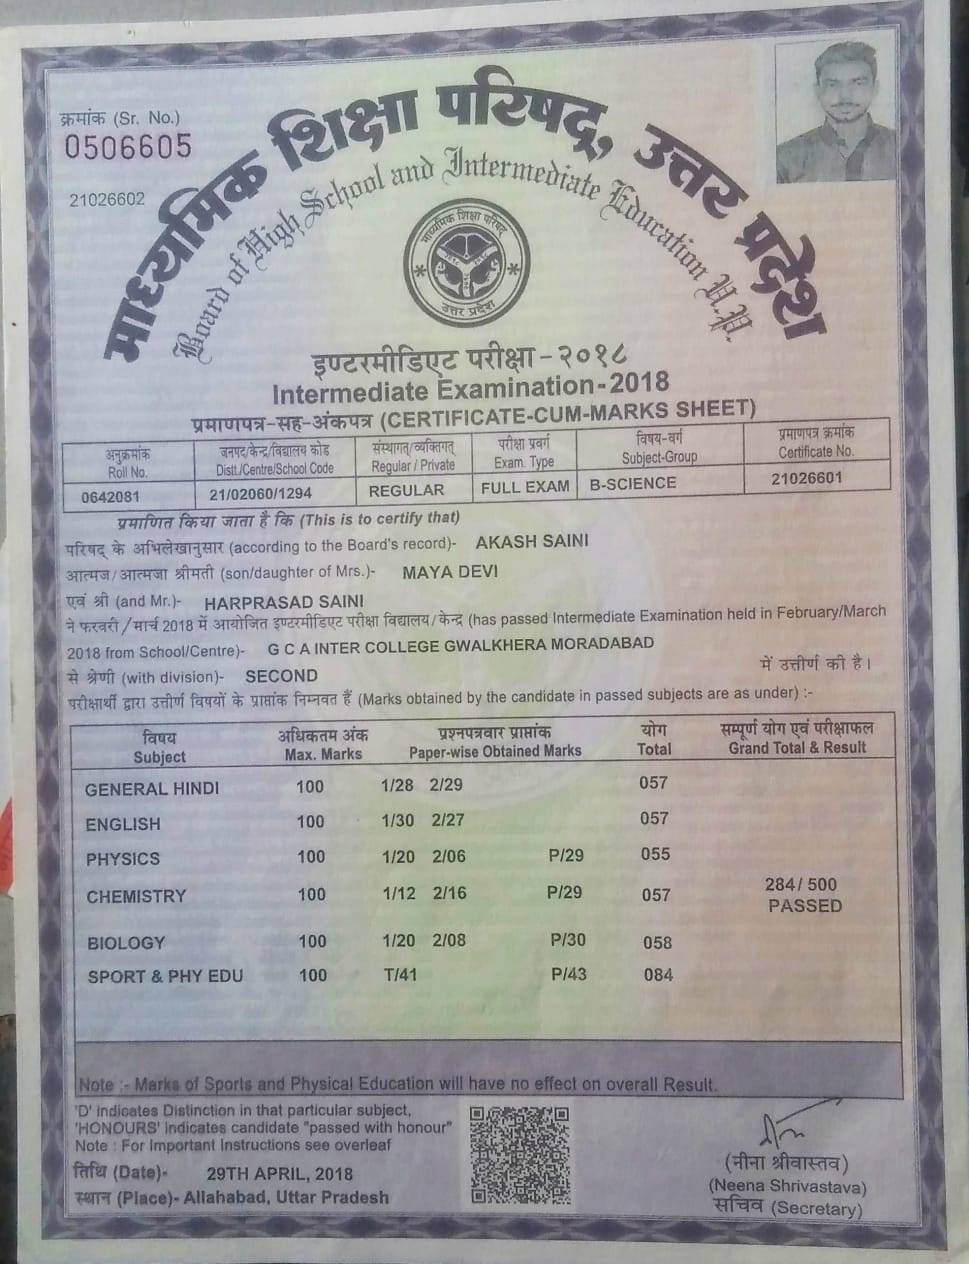 क्रमांक (Sr. No.)
0506605
21026602
माध्यमिक शिक्षा परिषद्, उत्तर प्रदेश
Board of High School and Intermediate Education U.P.
माध्यमिक शिक्षा परिषद्
उत्तर प्रदेश
इण्टरमीडिएट परीक्षा - २०१८
Intermediate Examination-2018
प्रमाणपत्र-सह-अंकपत्र (CERTIFICATE-CUM-MARKS SHEET)
अनुक्रमांक जनपद/केन्द्र/विद्यालय कोड संस्थागत/व्यक्तिगत् परीक्षा प्रवर्ग विषय-वर्ग प्रमाणपत्र क्रमांक
Roll No. Distt./Centre/School Code Regular / Private Exam. Type Subject-Group Certificate No.
0642081 21/02060/1294 REGULAR FULL EXAM B-SCIENCE 21026601
प्रमाणित किया जाता है कि (This is to certify that)
परिषद् के अभिलेखानुसार (according to the Board's record)- AKASH SAINI
आत्मज/आत्मजा श्रीमती (son/daughter of Mrs.)- MAYA DEVI
एवं श्री (and Mr.)- HARPRASAD SAINI
ने फरवरी/मार्च 2018 में आयोजित इण्टरमीडिएट परीक्षा विद्यालय/केन्द्र (has passed Intermediate Examination held in February/March
2018 from School/Centre)- G C A INTER COLLEGE GWALKHERA MORADABAD
से श्रेणी (with division)- SECOND में उत्तीर्ण की है।
परीक्षार्थी द्वारा उत्तीर्ण विषयों के प्राप्तांक निम्नवत हैं (Marks obtained by the candidate in passed subjects are as under) :-
विषय अधिकतम अंक प्रश्नपत्रवार प्राप्तांक योग सम्पूर्ण योग एवं परीक्षाफल
Subject Max. Marks Paper-wise Obtained Marks Total Grand Total & Result
GENERAL HINDI 100 1/28 2/29 057
ENGLISH 100 1/30 2/27 057
PHYSICS 100 1/20 2/06 P/29 055
CHEMISTRY 100 1/12 2/16 P/29 057 284/ 500
PASSED
BIOLOGY 100 1/20 2/08 P/30 058
SPORT & PHY EDU 100 T/41 P/43 084
Note :- Marks of Sports and Physical Education will have no effect on overall Result.
'D' indicates Distinction in that particular subject,
'HONOURS' indicates candidate "passed with honour"
Note : For Important Instructions see overleaf
तिथि (Date)- 29TH APRIL, 2018
स्थान (Place)- Allahabad, Uttar Pradesh
(नीना श्रीवास्तव)
(Neena Shrivastava)
सचिव (Secretary)